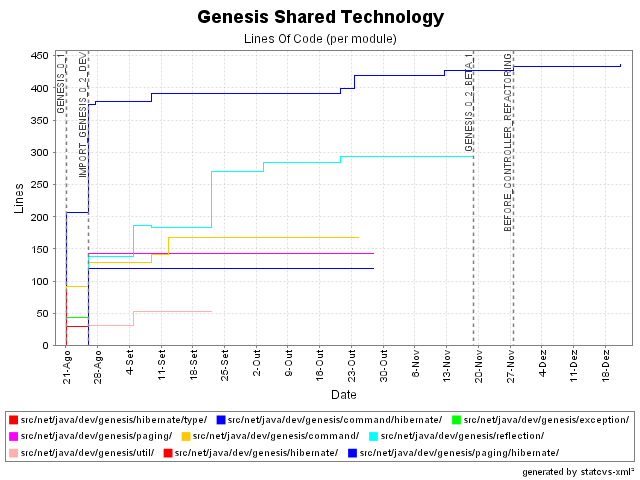 Genesis Shared Technology
Lines Of Code (per module)
GENESIS_0_1
IMPORT_GENESIS_0_2_DEV
GENESIS_0_2_BETA_1
BEFORE_CONTROLLER_REFACTORING
Lines
450
400
350
300
250
200
150
100
50
0
21-Ago
28-Ago
4-Set
11-Set
18-Set
25-Set
2-Out
9-Out
16-Out
23-Out
30-Out
6-Nov
13-Nov
20-Nov
27-Nov
4-Dez
11-Dez
18-Dez
Date
src/net/java/dev/genesis/hibernate/type/
src/net/java/dev/genesis/command/hibernate/
src/net/java/dev/genesis/exception/
src/net/java/dev/genesis/paging/
src/net/java/dev/genesis/command/
src/net/java/dev/genesis/reflection/
src/net/java/dev/genesis/util/
src/net/java/dev/genesis/hibernate/
src/net/java/dev/genesis/paging/hibernate/
generated by statcvs-xml²